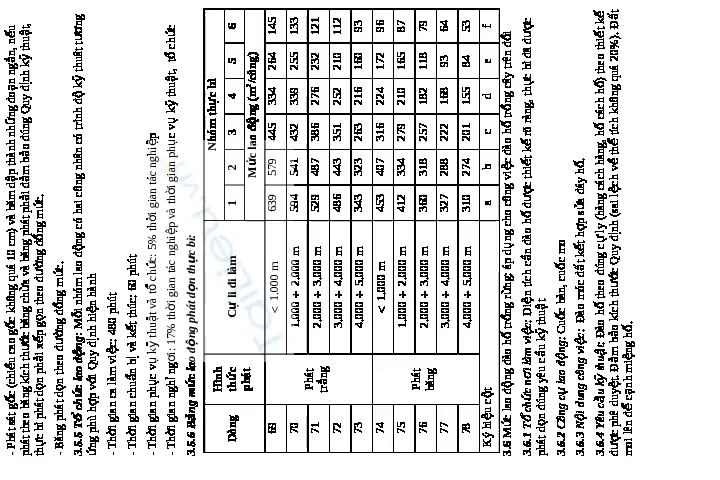 - Phát sát gốc (chiều cao gốc không quá 10 cm) và băm dập thành những đoạn ngắn, nếu
phát theo băng kích thước băng chừa và băng phát phải đảm bảo đúng Quy định kỹ thuật,
thực bì phát dọn phải xếp gọn theo đường đồng mức.
- Băng phát dọn theo đường đồng mức.
3.5.5 Tổ chức lao động: Mỗi nhóm lao động có hai công nhân có trình độ kỹ thuật tương
ứng phù hợp với Quy định hiện hành
- Thời gian ca làm việc: 480 phút
- Thời gian chuẩn bị và kết thúc: 60 phút
- Thời gian phục vụ kỹ thuật và tổ chức: 5% thời gian tác nghiệp
- Thời gian nghỉ ngơi: 17% thời gian tác nghiệp và thời gian phục vụ kỹ thuật, tổ chức
3.5.6 Bảng mức lao động phát dọn thực bì:
Dòng Hình thức phát Cự li đi làm Nhóm thực bì
1 2 3 4 5 6
Mức lao động (m²/công)
69 Phát trắng < 1,000 m 639 579 445 334 264 145
70 1,000 ÷ 2,000 m 594 541 432 339 255 133
71 2,000 ÷ 3,000 m 529 487 386 276 232 121
72 3,000 ÷ 4,000 m 486 443 351 252 210 112
73 4,000 ÷ 5,000 m 343 323 263 216 160 93
74 Phát băng < 1,000 m 453 407 316 224 172 96
75 1,000 ÷ 2,000 m 412 334 279 210 165 87
76 2,000 ÷ 3,000 m 360 318 257 182 118 79
77 3,000 ÷ 4,000 m 327 288 222 168 93 64
78 4,000 ÷ 5,000 m 310 274 201 155 84 53
Ký hiệu cột a b c d e f
3.6 Mức lao động đào hố trồng rừng: áp dụng cho công việc đào hố trồng cây trên đồi
3.6.1 Tổ chức nơi làm việc: Diện tích cần đào hố được thiết kế rõ ràng, thực bì đã được
phát dọn đúng yêu cầu kỹ thuật
3.6.2 Công cụ lao động: Cuốc bàn, cuốc mo
3.6.3 Nội dung công việc: Đào múc đất kết hợp sửa đáy hố.
3.6.4 Yêu cầu kỹ thuật: Đào hố theo đúng cự ly (hàng cách hàng, hố cách hố) theo thiết kế
được phê duyệt. Đảm bảo kích thước Quy định (sai lệch về thể tích không quá 20%). Đất
moi lên để cạnh miệng hố.
TaiLieu.vn